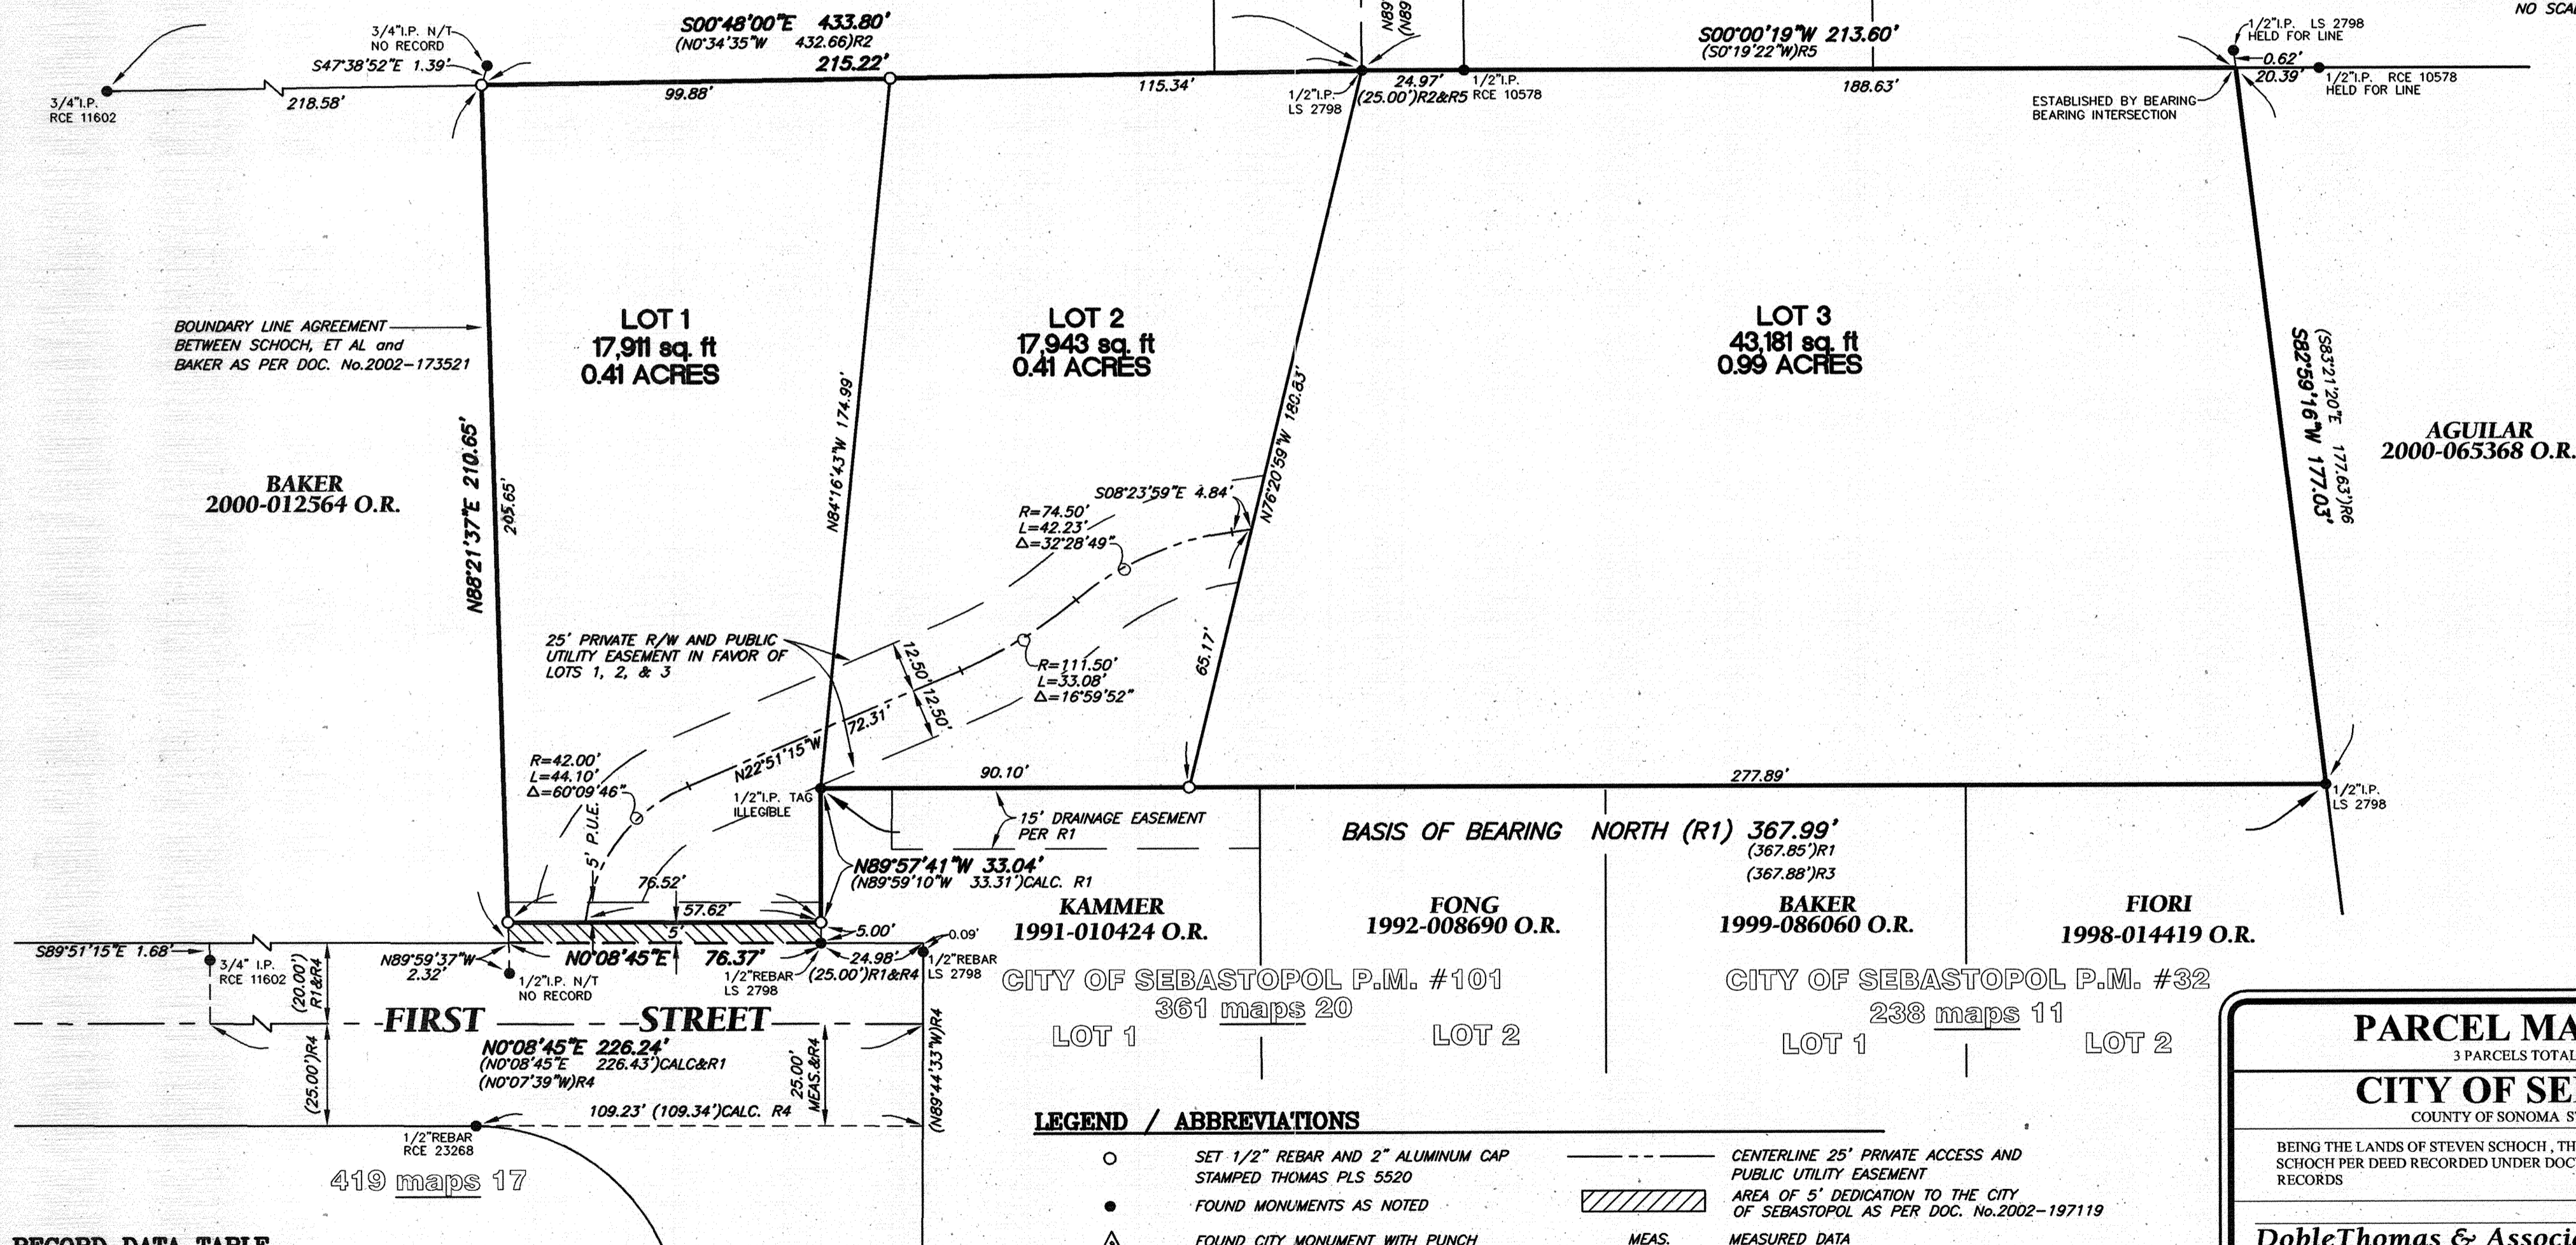 S00°48'00"E 433.80'
(N0°34'35"W 432.66)R2
215.22'
3/4"I.P. N/T
NO RECORD
S47°38'52"E 1.39'
3/4"I.P.
RCE 11602
218.58'
99.88'
115.34'
N89°
(N89°
1/2"I.P.
LS 2798
24.97'
(25.00')R2&R5
1/2"I.P.
RCE 10578
S00°00'19"W 213.60'
(S0°19'22"W)R5
188.63'
NO SCA
1/2"I.P. LS 2798
HELD FOR LINE
0.62'
20.39'
1/2"I.P. RCE 10578
HELD FOR LINE
ESTABLISHED BY BEARING
BEARING INTERSECTION
BOUNDARY LINE AGREEMENT
BETWEEN SCHOCH, ET AL and
BAKER AS PER DOC. No.2002-173521
LOT 1
17,911 sq. ft
0.41 ACRES
LOT 2
17,943 sq. ft
0.41 ACRES
LOT 3
43,181 sq. ft
0.99 ACRES
N88°21'37"E 210.65'
205.65'
N84°16'43"W 174.99'
N76°20'59"W 180.83'
65.17'
(S83°21'20"E 177.63')R6
S82°59'16"W 177.03'
AGUILAR
2000-065368 O.R.
BAKER
2000-012564 O.R.
S08°23'59"E 4.84'
R=74.50'
L=42.23'
Δ=32°28'49"
25' PRIVATE R/W AND PUBLIC
UTILITY EASEMENT IN FAVOR OF
LOTS 1, 2, & 3
12.50'
12.50'
R=111.50'
L=33.08'
Δ=16°59'52"
N22°51'15"W
72.31'
R=42.00'
L=44.10'
Δ=60°09'46"
5' P.U.E.
1/2"I.P. TAG
ILLEGIBLE
90.10'
277.89'
1/2"I.P.
LS 2798
15' DRAINAGE EASEMENT
PER R1
BASIS OF BEARING NORTH (R1) 367.99'
(367.85')R1
(367.88')R3
N89°57'41"W 33.04'
(N89°59'10"W 33.31')CALC. R1
76.52'
57.62'
5'
5.00'
0.09'
KAMMER
1991-010424 O.R.
FONG
1992-008690 O.R.
BAKER
1999-086060 O.R.
FIORI
1998-014419 O.R.
S89°51'15"E 1.68'
3/4" I.P.
RCE 11602
(20.00')
R1&R4
N89°59'37"W
2.32'
1/2"I.P. N/T
NO RECORD
N0°08'45"E 76.37'
1/2"REBAR
LS 2798
24.98'
(25.00')R1&R4
1/2"REBAR
LS 2798
CITY OF SEBASTOPOL P.M. #101
361 maps 20
LOT 1
LOT 2
CITY OF SEBASTOPOL P.M. #32
238 maps 11
LOT 1
LOT 2
FIRST STREET
N0°08'45"E 226.24'
(N0°08'45"E 226.43')CALC&R1
(N0°07'39"W)R4
(25.00')R4
25.00'
MEAS.&R4
(N89°44'33"W)R4
109.23' (109.34')CALC. R4
1/2"REBAR
RCE 23268
419 maps 17
LEGEND / ABBREVIATIONS
SET 1/2" REBAR AND 2" ALUMINUM CAP
STAMPED THOMAS PLS 5520
FOUND MONUMENTS AS NOTED
FOUND CITY MONUMENT WITH PUNCH
CENTERLINE 25' PRIVATE ACCESS AND
PUBLIC UTILITY EASEMENT
AREA OF 5' DEDICATION TO THE CITY
OF SEBASTOPOL AS PER DOC. No.2002-197119
MEAS. MEASURED DATA
RECORD DATA TABLE
PARCEL MA
3 PARCELS TOTAL
CITY OF SE
COUNTY OF SONOMA S
BEING THE LANDS OF STEVEN SCHOCH , TH
SCHOCH PER DEED RECORDED UNDER DOC
RECORDS
DobleThomas & Associ